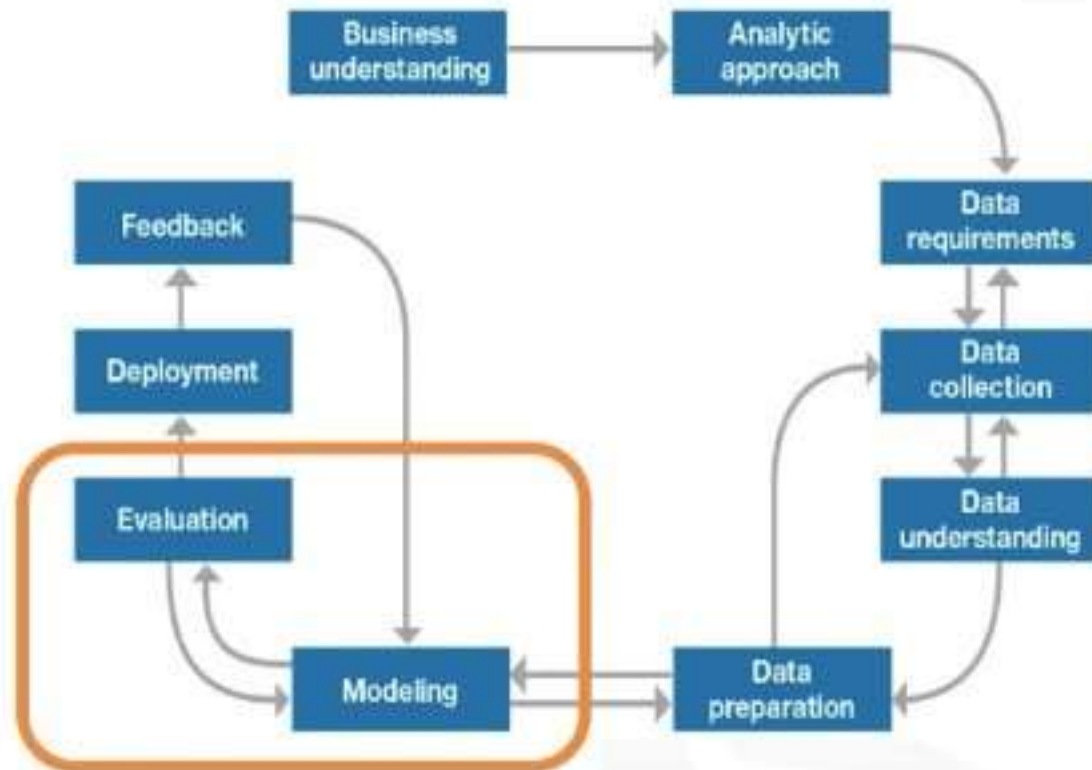 Business
understanding
Analytic
approach
Feedback
Data
requirements
Deployment
Data
collection
Evaluation
Data
understanding
Modeling
Data
preparation